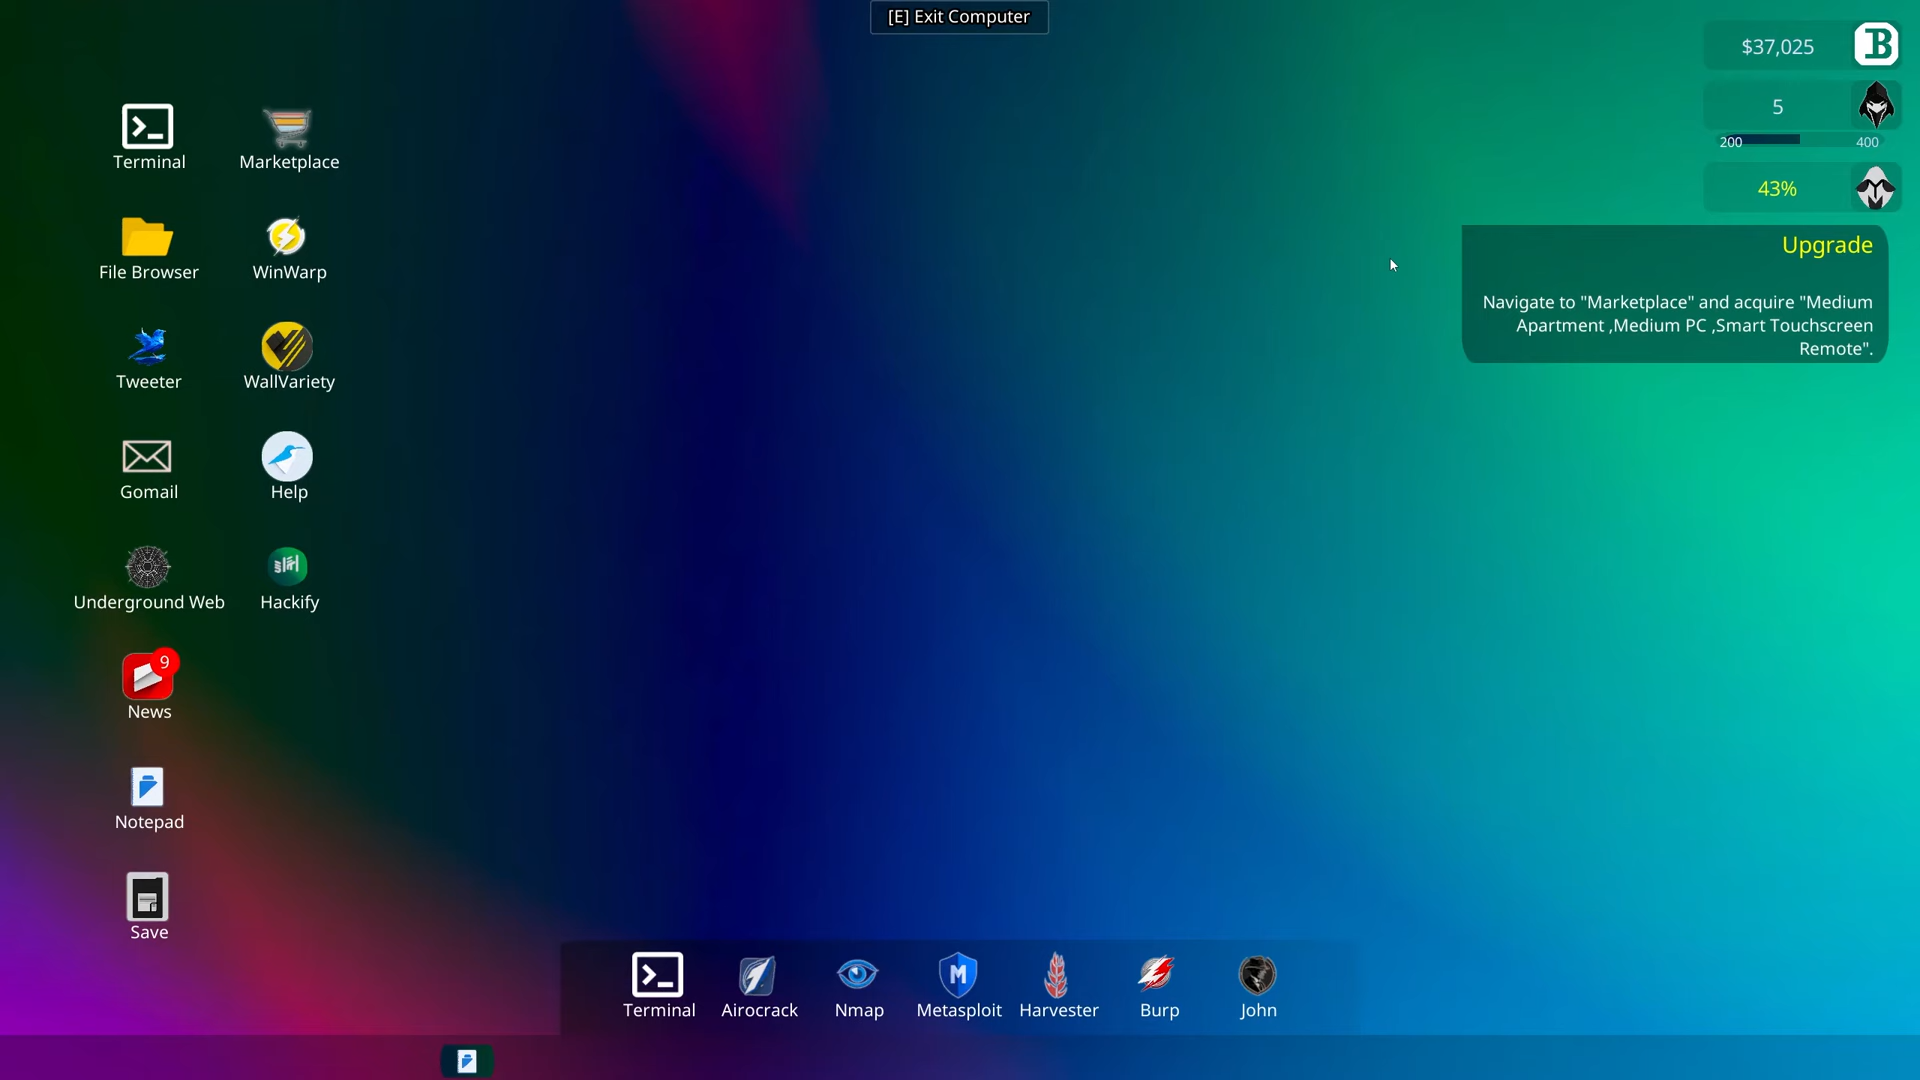 [E] Exit Computer
$37,025
B
5
200
400
43%
Upgrade
Navigate to "Marketplace" and acquire "Medium
Apartment ,Medium PC ,Smart Touchscreen
Remote".
Terminal
Marketplace
File Browser
WinWarp
Tweeter
WallVariety
Gomail
Help
Underground Web
Hackify
9
News
Notepad
Save
M
Terminal
Airocrack
Nmap
Metasploit
Harvester
Burp
John